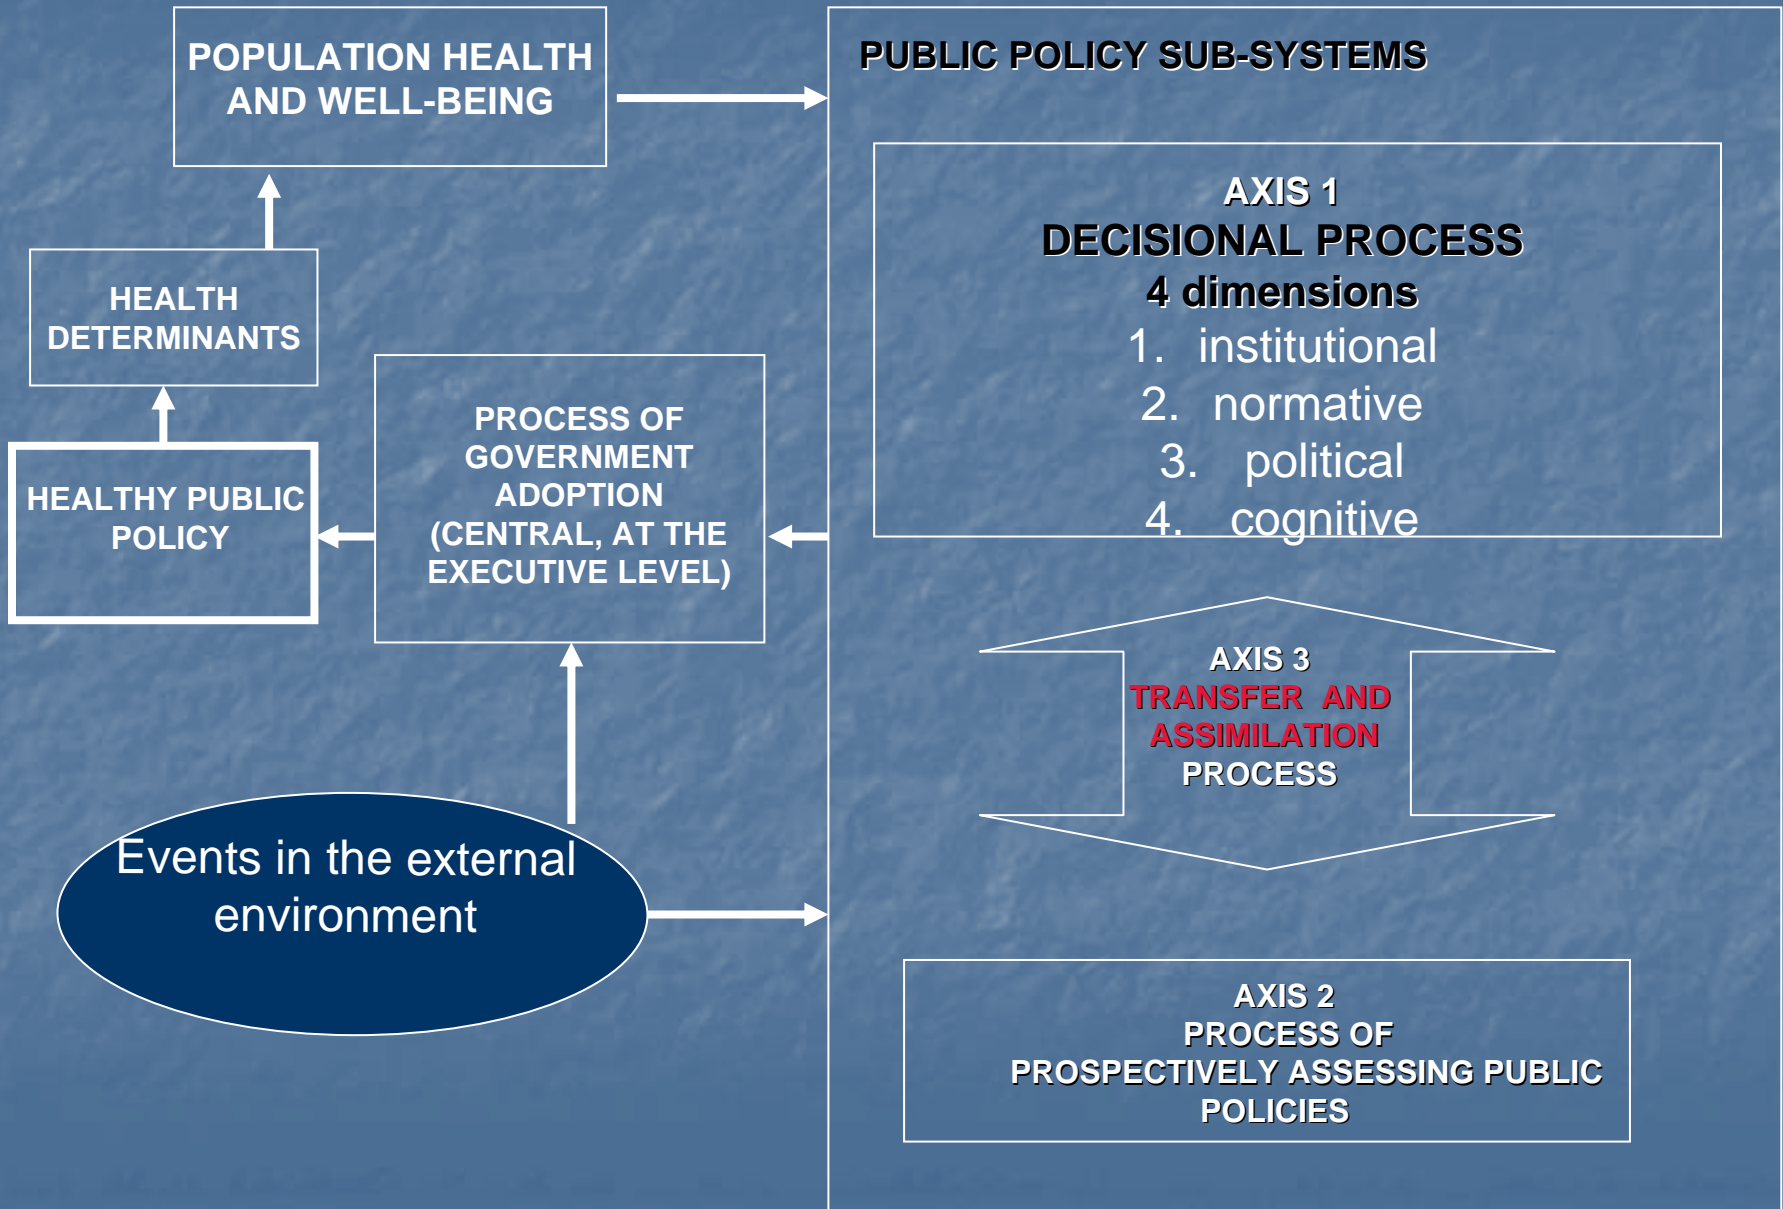 POPULATION HEALTH
AND WELL-BEING
HEALTH
DETERMINANTS
HEALTHY PUBLIC
POLICY
PROCESS OF
GOVERNMENT
ADOPTION
(CENTRAL, AT THE
EXECUTIVE LEVEL)
Events in the external
environment
PUBLIC POLICY SUB-SYSTEMS
AXIS 1
DECISIONAL PROCESS
4 dimensions
1. institutional
2. normative
3. political
4. cognitive
AXIS 3
TRANSFER AND
ASSIMILATION
PROCESS
AXIS 2
PROCESS OF
PROSPECTIVELY ASSESSING PUBLIC
POLICIES